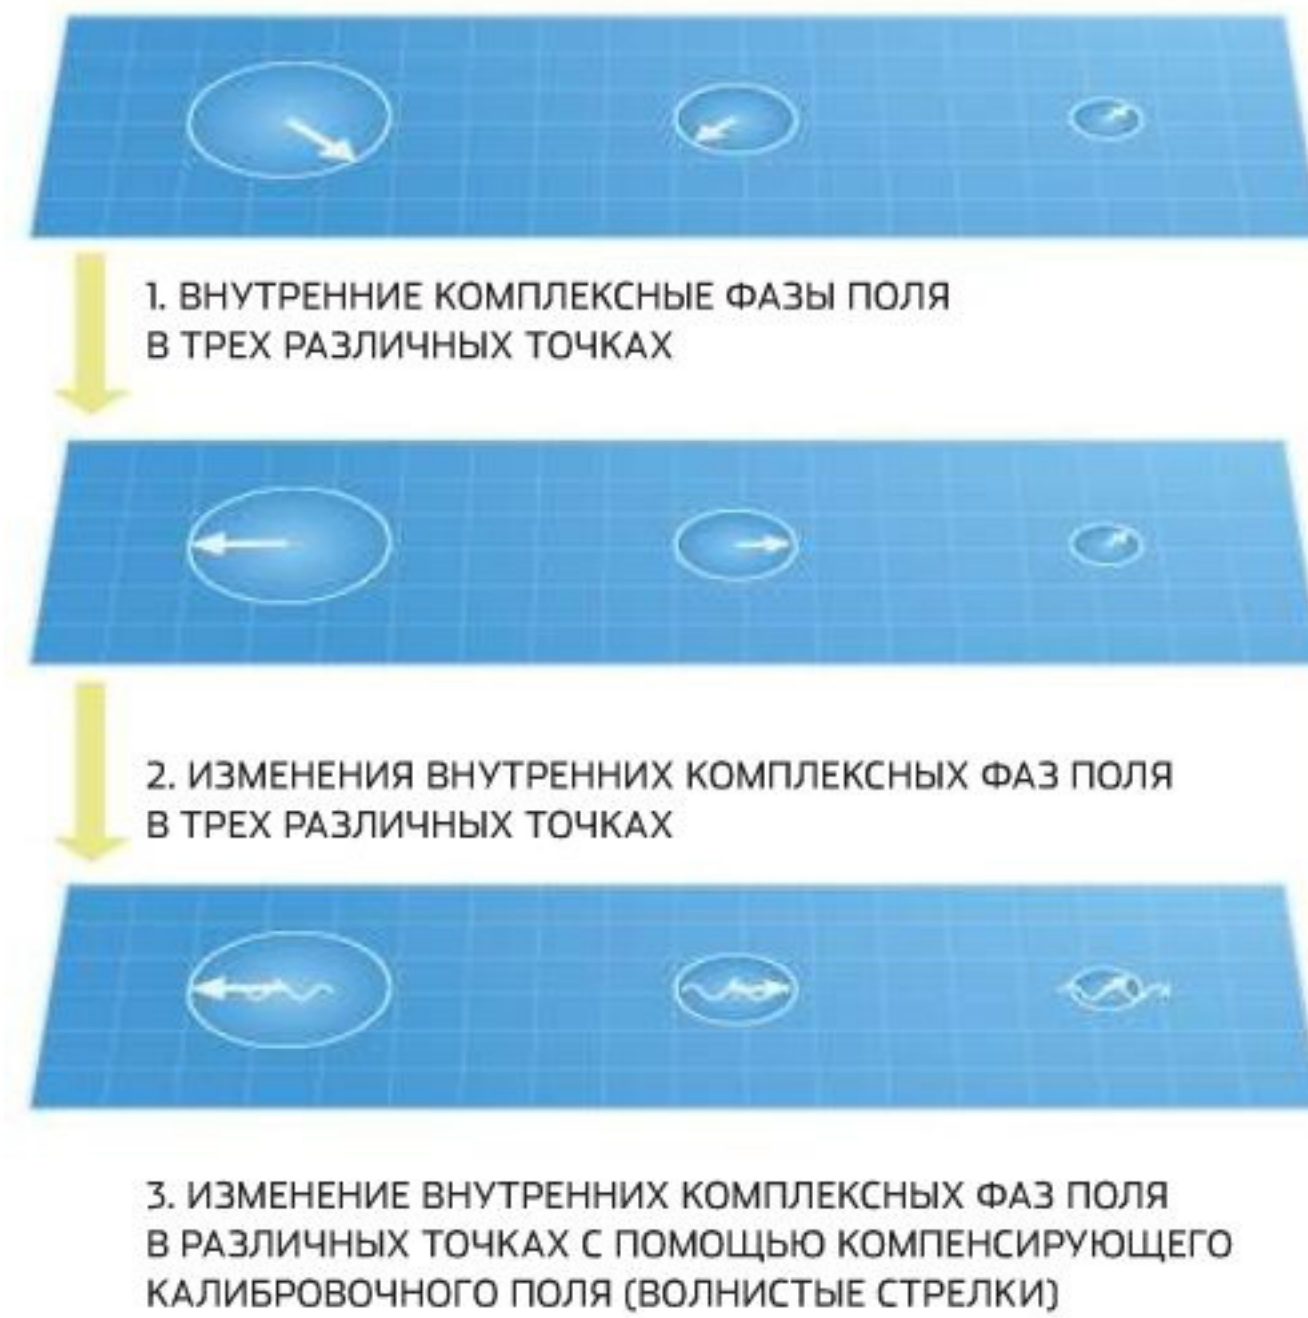 1. ВНУТРЕННИЕ КОМПЛЕКСНЫЕ ФАЗЫ ПОЛЯ
В ТРЕХ РАЗЛИЧНЫХ ТОЧКАХ
2. ИЗМЕНЕНИЯ ВНУТРЕННИХ КОМПЛЕКСНЫХ ФАЗ ПОЛЯ
В ТРЕХ РАЗЛИЧНЫХ ТОЧКАХ
3. ИЗМЕНЕНИЕ ВНУТРЕННИХ КОМПЛЕКСНЫХ ФАЗ ПОЛЯ
В РАЗЛИЧНЫХ ТОЧКАХ С ПОМОЩЬЮ КОМПЕНСИРУЮЩЕГО
КАЛИБРОВОЧНОГО ПОЛЯ (ВОЛНИСТЫЕ СТРЕЛКИ)